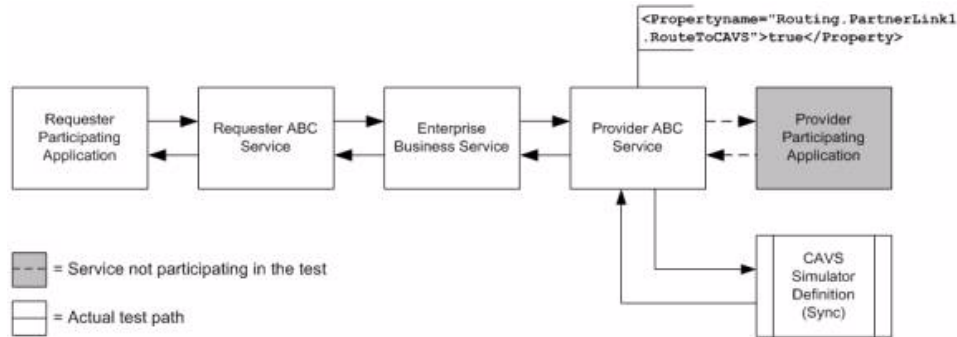 <Propertyname="Routing.PartnerLink1
.RouteToCAVS">true</Property>
Requester
Participating
Application
Requester ABC
Service
Enterprise
Business Service
Provider ABC
Service
Provider
Participating
Application
CAVS
Simulator
Definition
(Sync)
= Service not participating in the test
= Actual test path